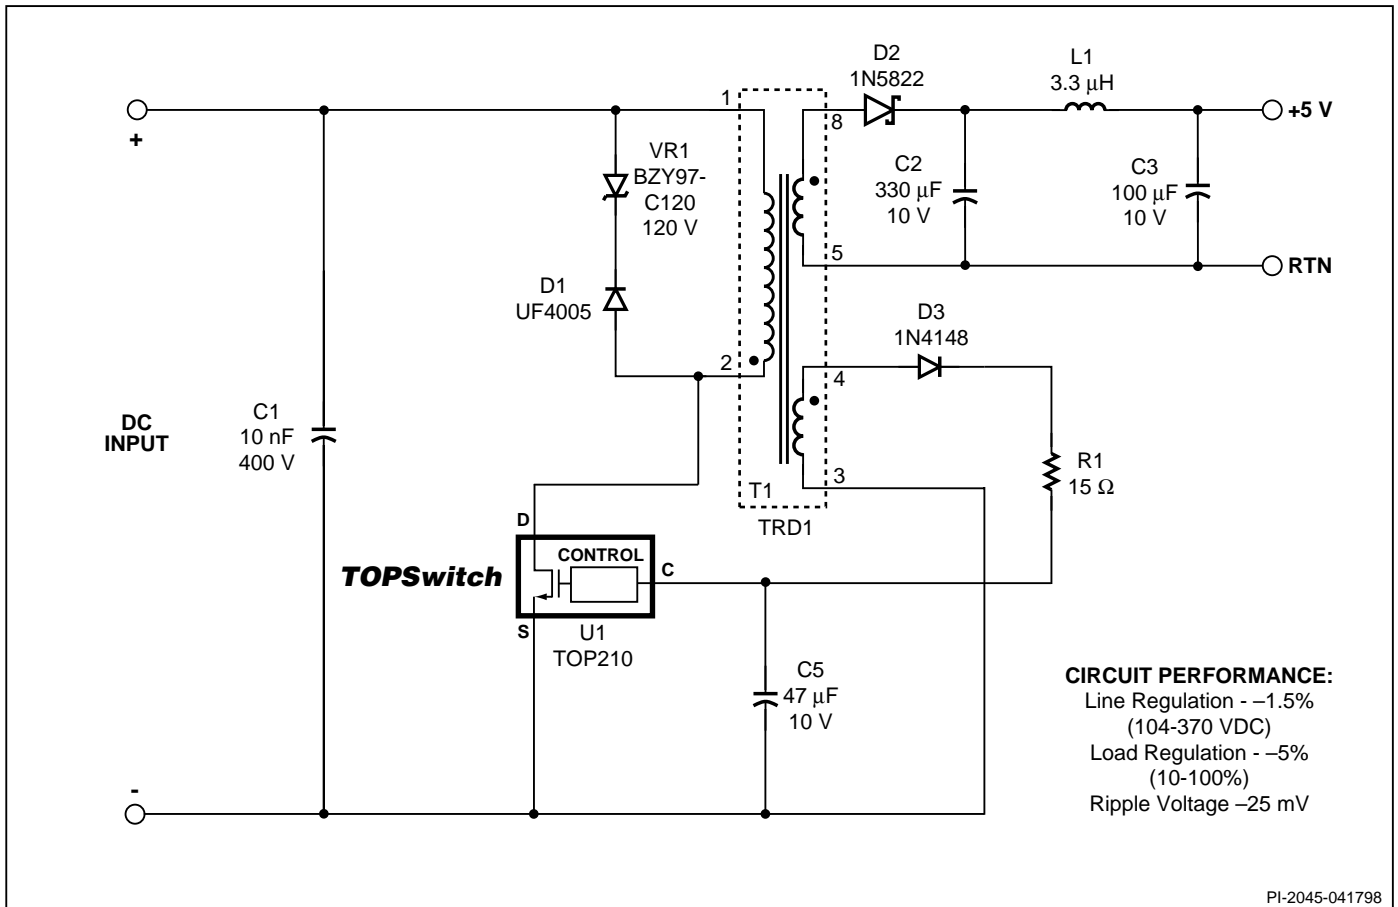 D2
1N5822
L1
3.3 µH
1
8
+5 V
+
VR1
BZY97-
C120
120 V
C2
330 µF
10 V
C3
100 µF
10 V
5
RTN
D1
UF4005
D3
1N4148
2
4
DC
INPUT
C1
10 nF
400 V
R1
15 Ω
3
T1
TRD1
D
CONTROL
C
TOPSwitch
S
U1
TOP210
C5
47 µF
10 V
CIRCUIT PERFORMANCE:
Line Regulation - –1.5%
(104-370 VDC)
Load Regulation - –5%
(10-100%)
Ripple Voltage –25 mV
-
PI-2045-041798